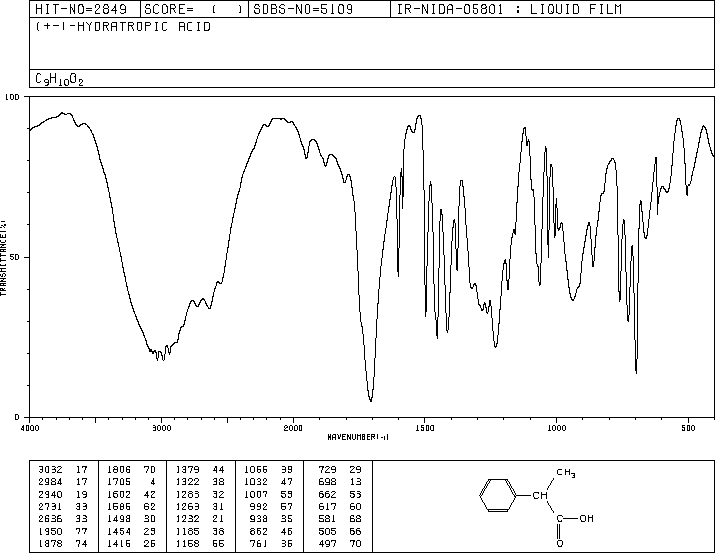 HIT-NO=2849 SCORE= ( ) SDBS-NO=5109 IR-NIDA-05801 : LIQUID FILM
(+-)-HYDRATROPIC ACID
C9H10O2
100
TRANSMITTANCE(%)
50
0
4000 3000 2000 1500 1000 500
WAVENUMBER(-1)
3032 17 1806 70 1379 44 1066 39 729 29
2984 17 1705 4 1322 38 1032 47 698 13
2940 19 1602 42 1283 32 1007 53 662 53
2731 33 1586 62 1263 31 992 57 617 60
2636 33 1498 30 1232 21 938 35 581 68
1950 77 1454 23 1185 38 862 46 505 66
1878 74 1416 26 1158 55 761 35 497 70
CH3
CH
C OH
O